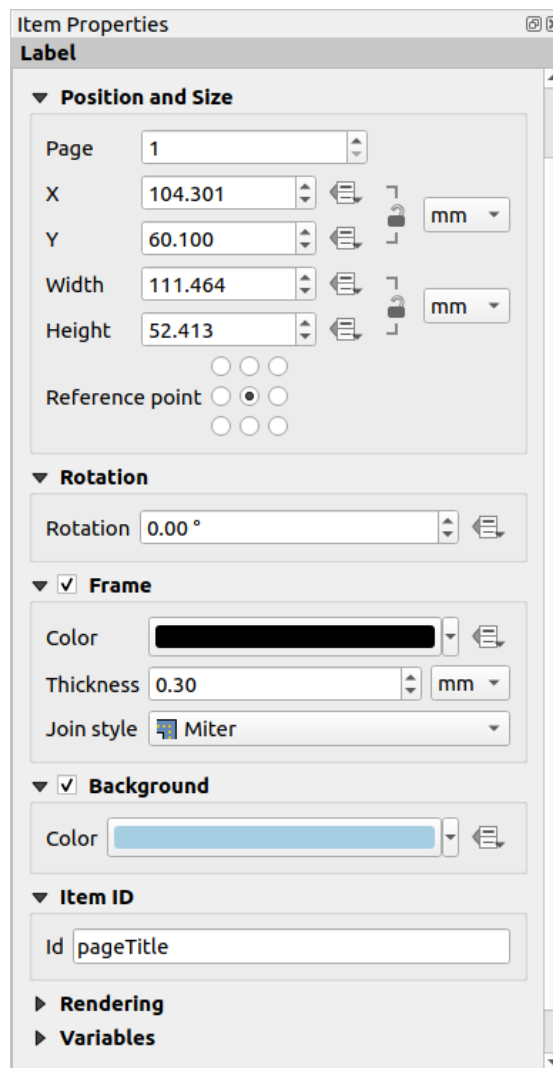 Item Properties
Label
Position and Size
Page 1
X 104.301
mm
Y 60.100
Width 111.464
mm
Height 52.413
Reference point
Rotation
Rotation 0.00 °
Frame
Color
Thickness 0.30 mm
Join style Miter
Background
Color
Item ID
Id pageTitle
Rendering
Variables